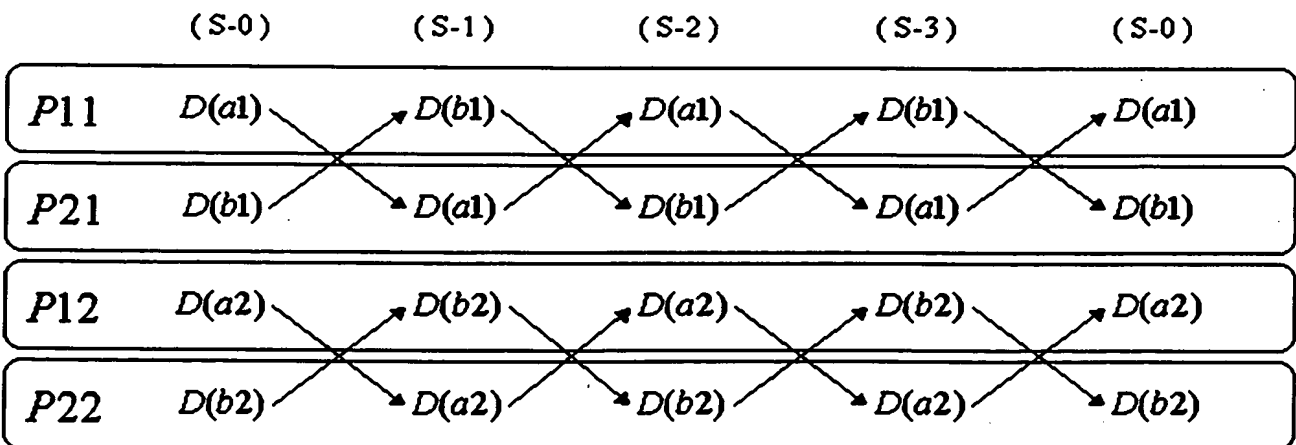 (S-0) (S-1) (S-2) (S-3) (S-0)
P11 D(a1) D(b1) D(a1) D(b1) D(a1)
P21 D(b1) D(a1) D(b1) D(a1) D(b1)
P12 D(a2) D(b2) D(a2) D(b2) D(a2)
P22 D(b2) D(a2) D(b2) D(a2) D(b2)